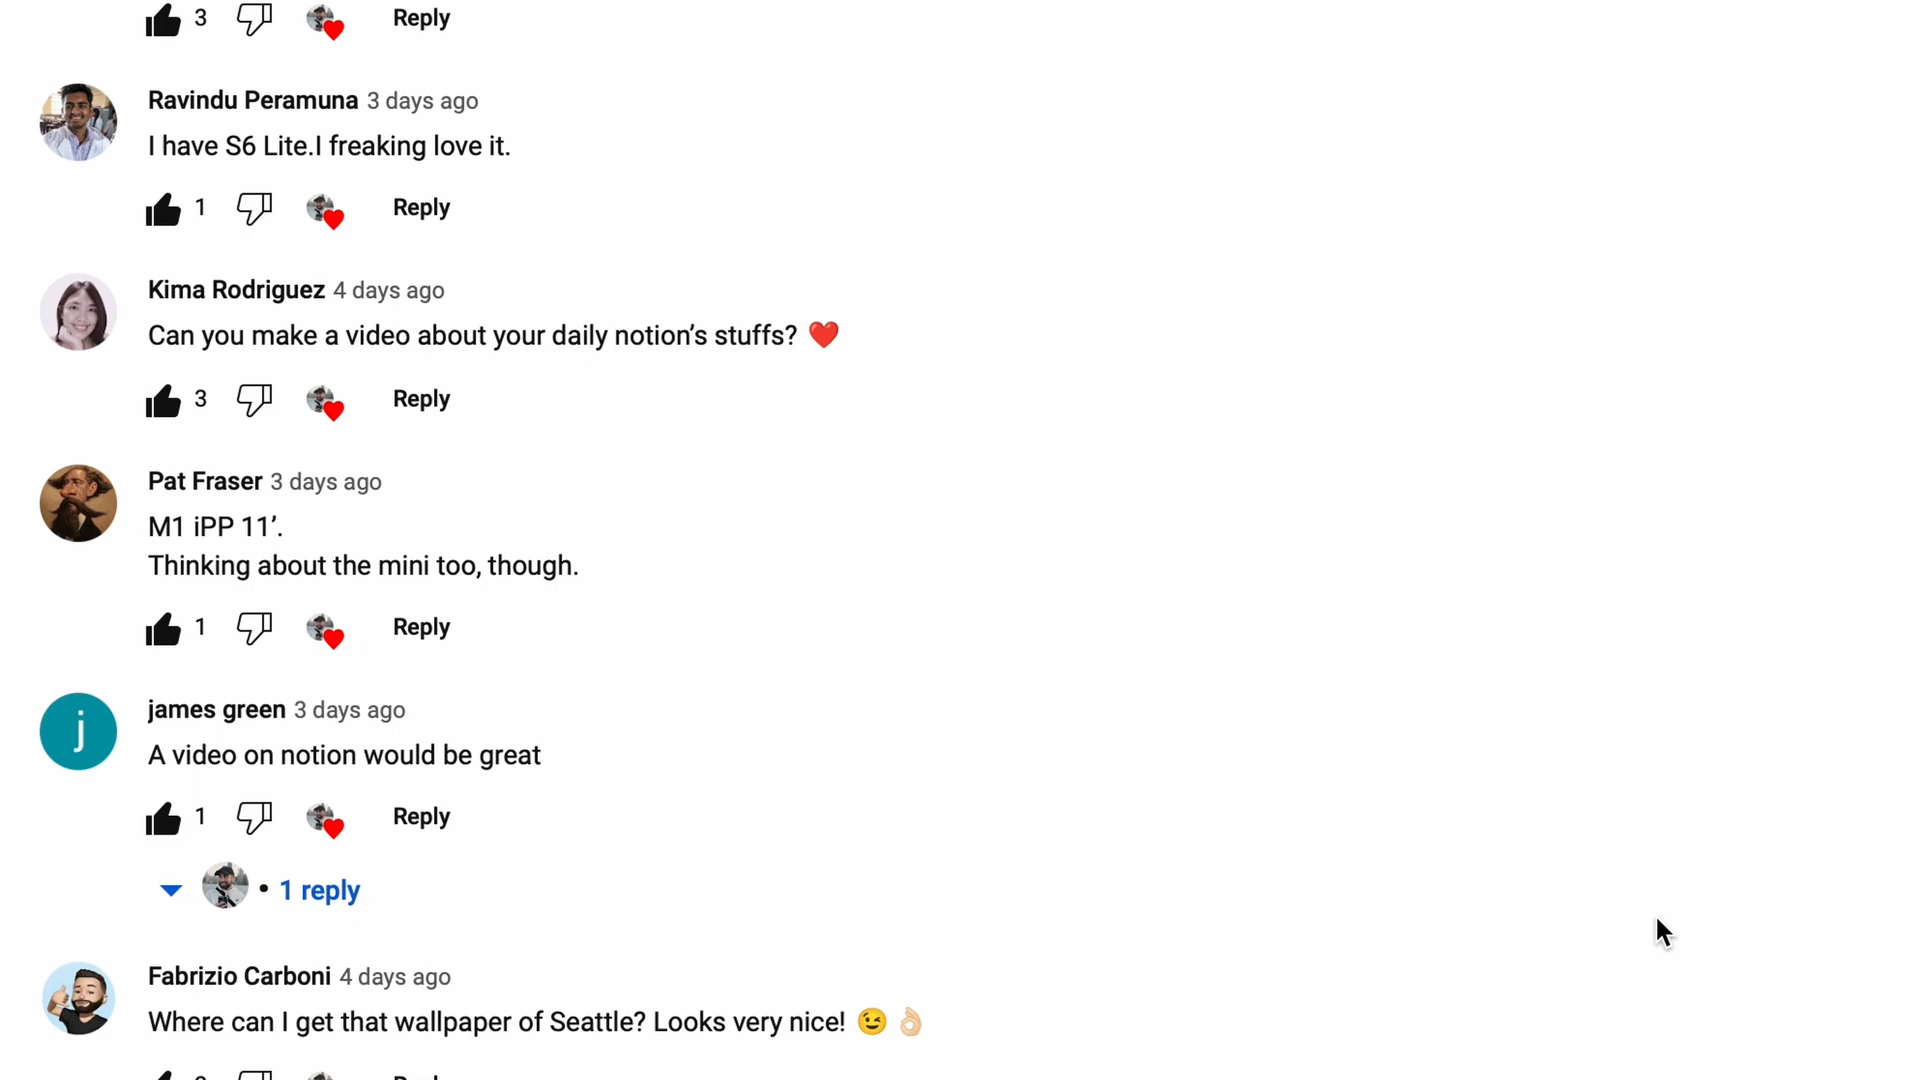 3 Reply
Ravindu Peramuna 3 days ago
I have S6 Lite.I freaking love it.
1 Reply
Kima Rodriguez 4 days ago
Can you make a video about your daily notion’s stuffs? ❤️
3 Reply
Pat Fraser 3 days ago
M1 iPP 11’.
Thinking about the mini too, though.
1 Reply
j
james green 3 days ago
A video on notion would be great
1 Reply
• 1 reply
Fabrizio Carboni 4 days ago
Where can I get that wallpaper of Seattle? Looks very nice! 😉 👌🏻